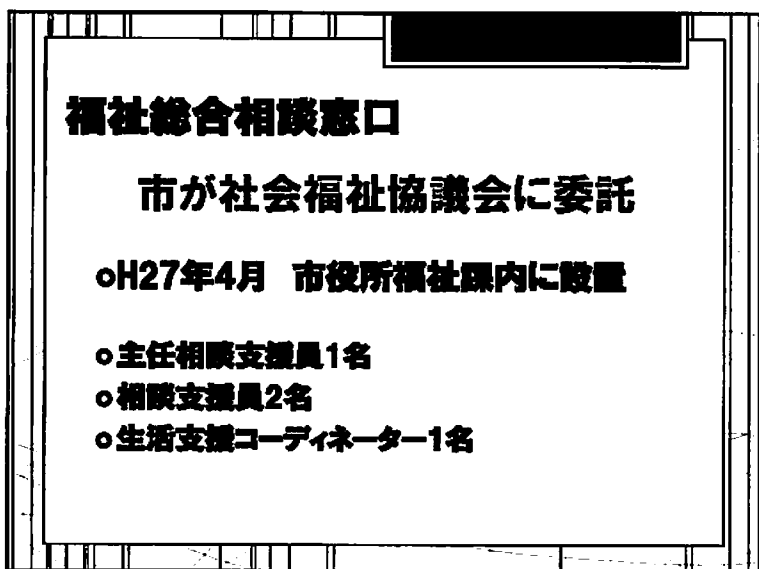 福祉総合相談窓口
市が社会福祉協議会に委託
○H27年4月 市役所福祉課内に設置
○主任相談支援員1名
○相談支援員2名
○生活支援コーディネーター1名